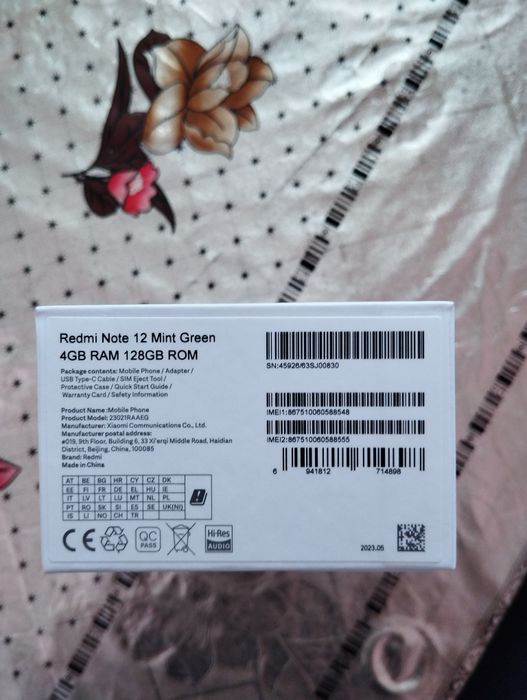 Redmi Note 12 Mint Green
4GB RAM 128GB ROM
Package contents: Mobile Phone / Adapter /
USB Type-C Cable / SIM Eject Tool /
Protective Case / Quick Start Guide /
Warranty Card / Safety Information
Product Name:Mobile Phone
Product Model: 23021RAAEG
Manufacturer: Xiaomi Communications Co., Ltd.
Manufacturer postal address:
#019, 9th Floor, Building 6, 33 Xi'erqi Middle Road, Haidian
District, Beijing, China, 100085
Brand: Redmi
Made in China
AT BE BG HR CY CZ DK
EE FI FR DE EL HU IE
IT LV LT LU MT NL PL
PT RO SK SI ES SE UK(NI)
IS LI NO CH TR
CE
QC
PASS
Hi-Res
AUDIO
SN:45926/63SJ00830
IMEI1:867510060588548
IMEI2:867510060588555
6 941812 714898
2023.05